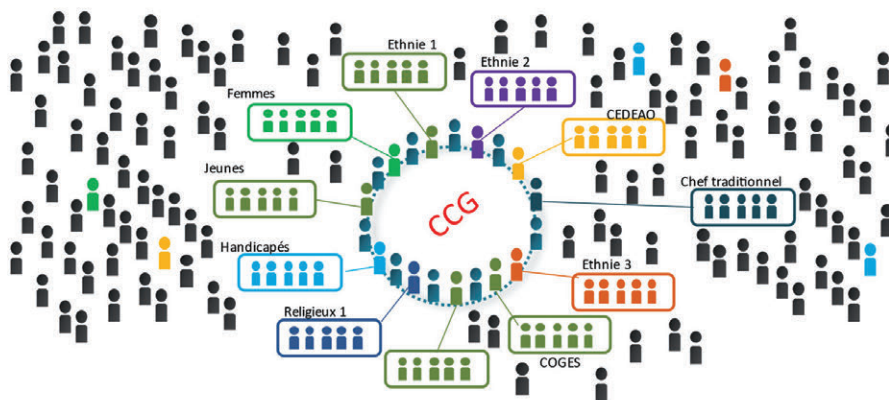 Ethnie 1
Ethnie 2
Femmes
CEDEAO
Jeunes
Chef traditionnel
CCG
Handicapés
Ethnie 3
Religieux 1
COGES